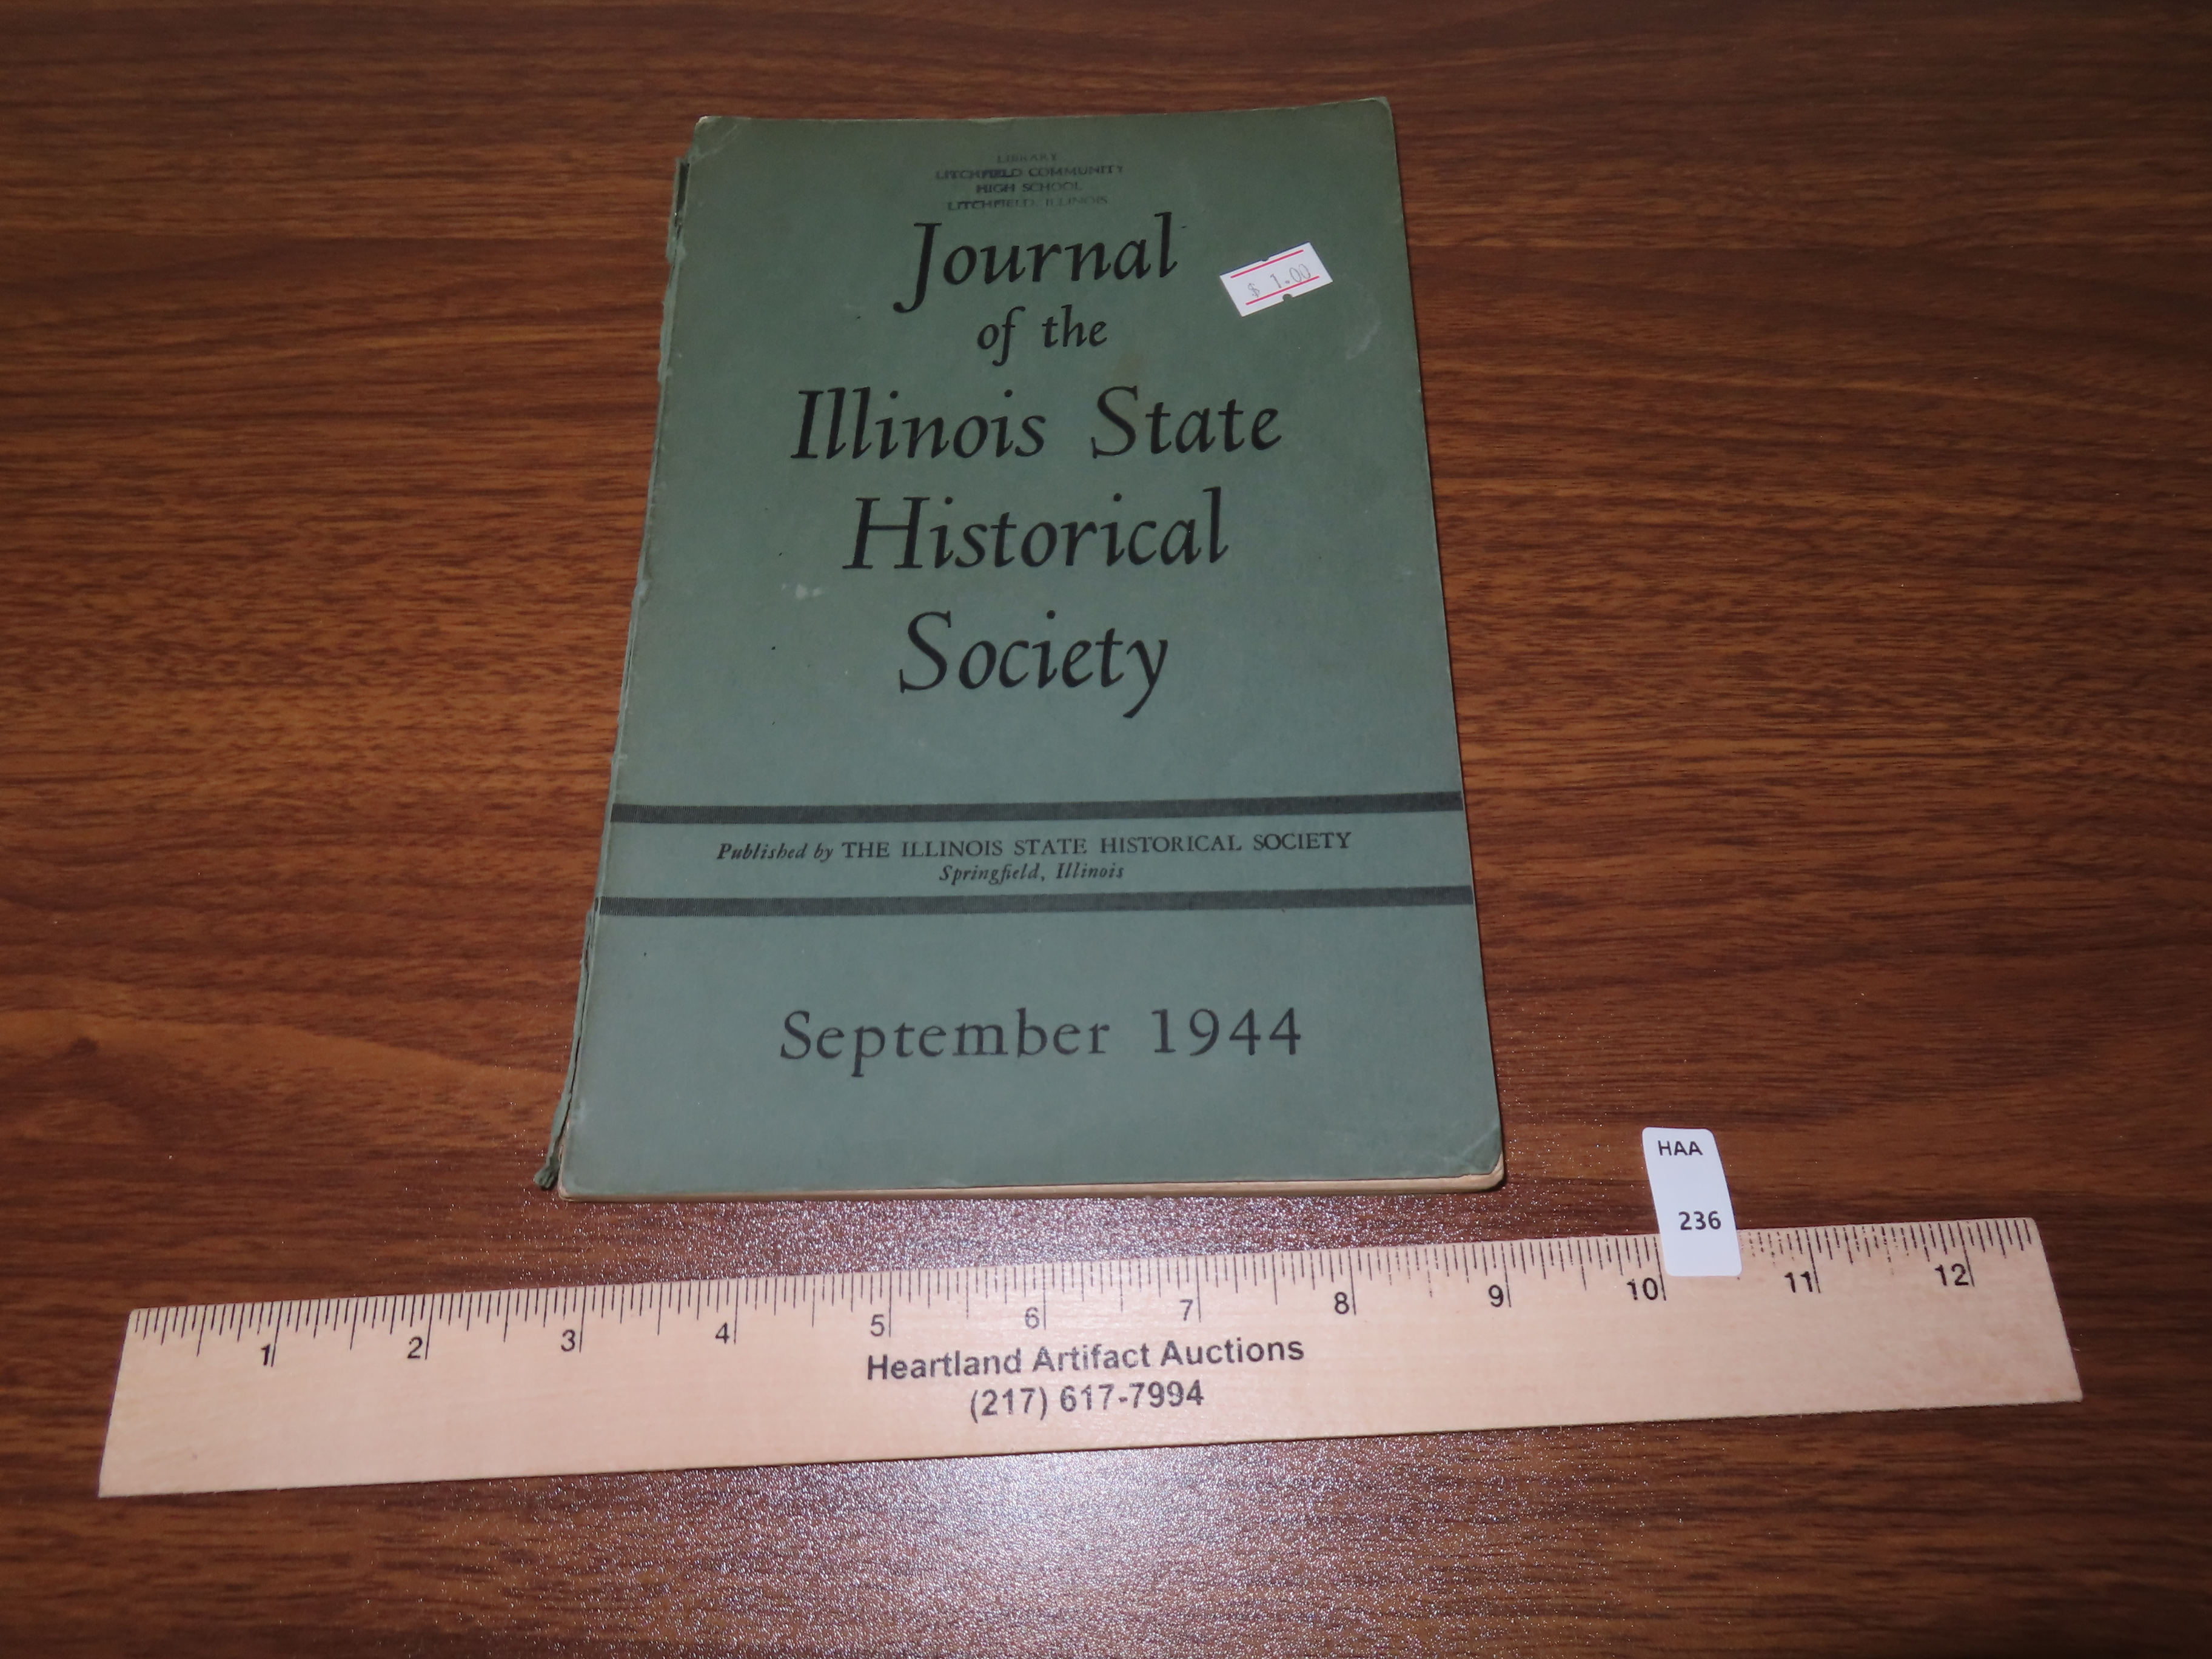 LIBRARY
LITCHFIELD COMMUNITY
HIGH SCHOOL
LITCHFIELD, ILLINOIS
Journal
of the
Illinois State
Historical
Society
$ 1.00
Published by THE ILLINOIS STATE HISTORICAL SOCIETY
Springfield, Illinois
September 1944
HAA
236
1 2 3 4 5 6 7 8 9 10 11 12
Heartland Artifact Auctions
(217) 617-7994